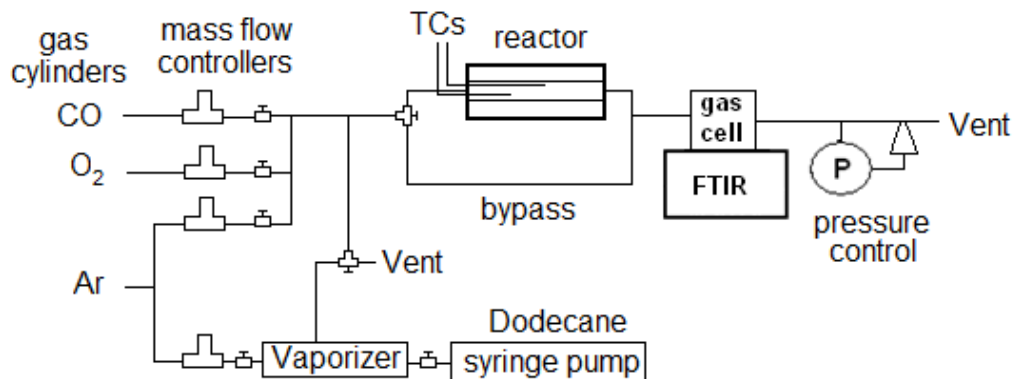 gas
cylinders
mass flow
controllers
TCs
reactor
CO
O₂
Ar
gas
cell
FTIR
Vent
P
pressure
control
bypass
Vent
Vaporizer
Dodecane
syringe pump